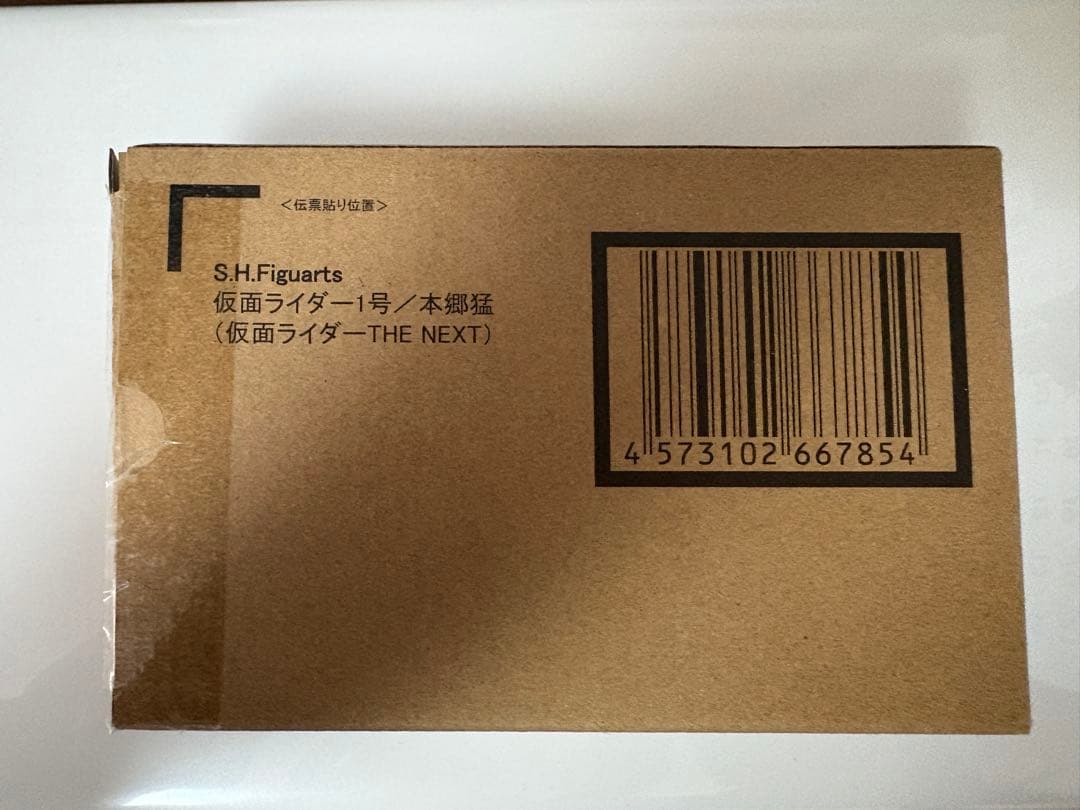 ＜伝票貼り位置＞
S.H.Figuarts
仮面ライダー1号／本郷猛
（仮面ライダーTHE NEXT）
4 573102 667854